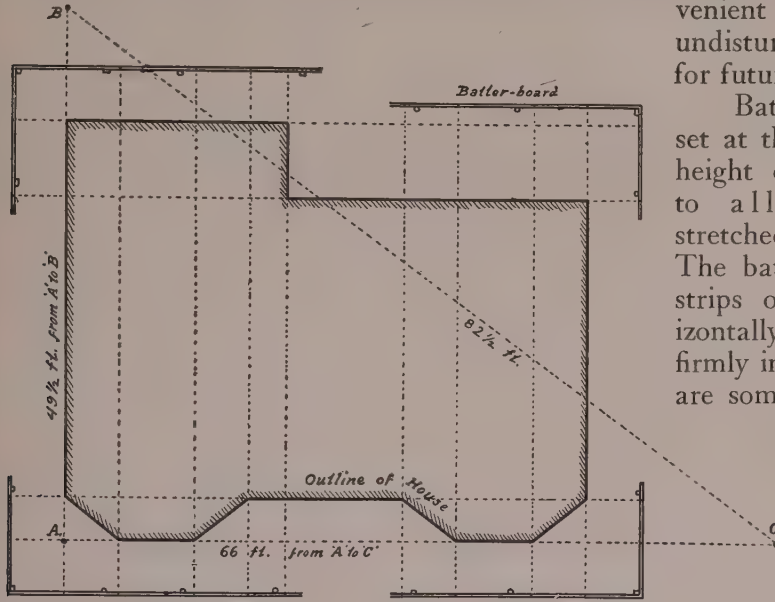 B
Batter-board
49½ ft. from 'A' to 'B'
82½ ft.
Outline of House
A.
66 ft. from 'A' to 'C'
C
venient
undistur
for futur
Bat
set at th
height
to all
stretched
The bat
strips o
izontally
firmly in
are som